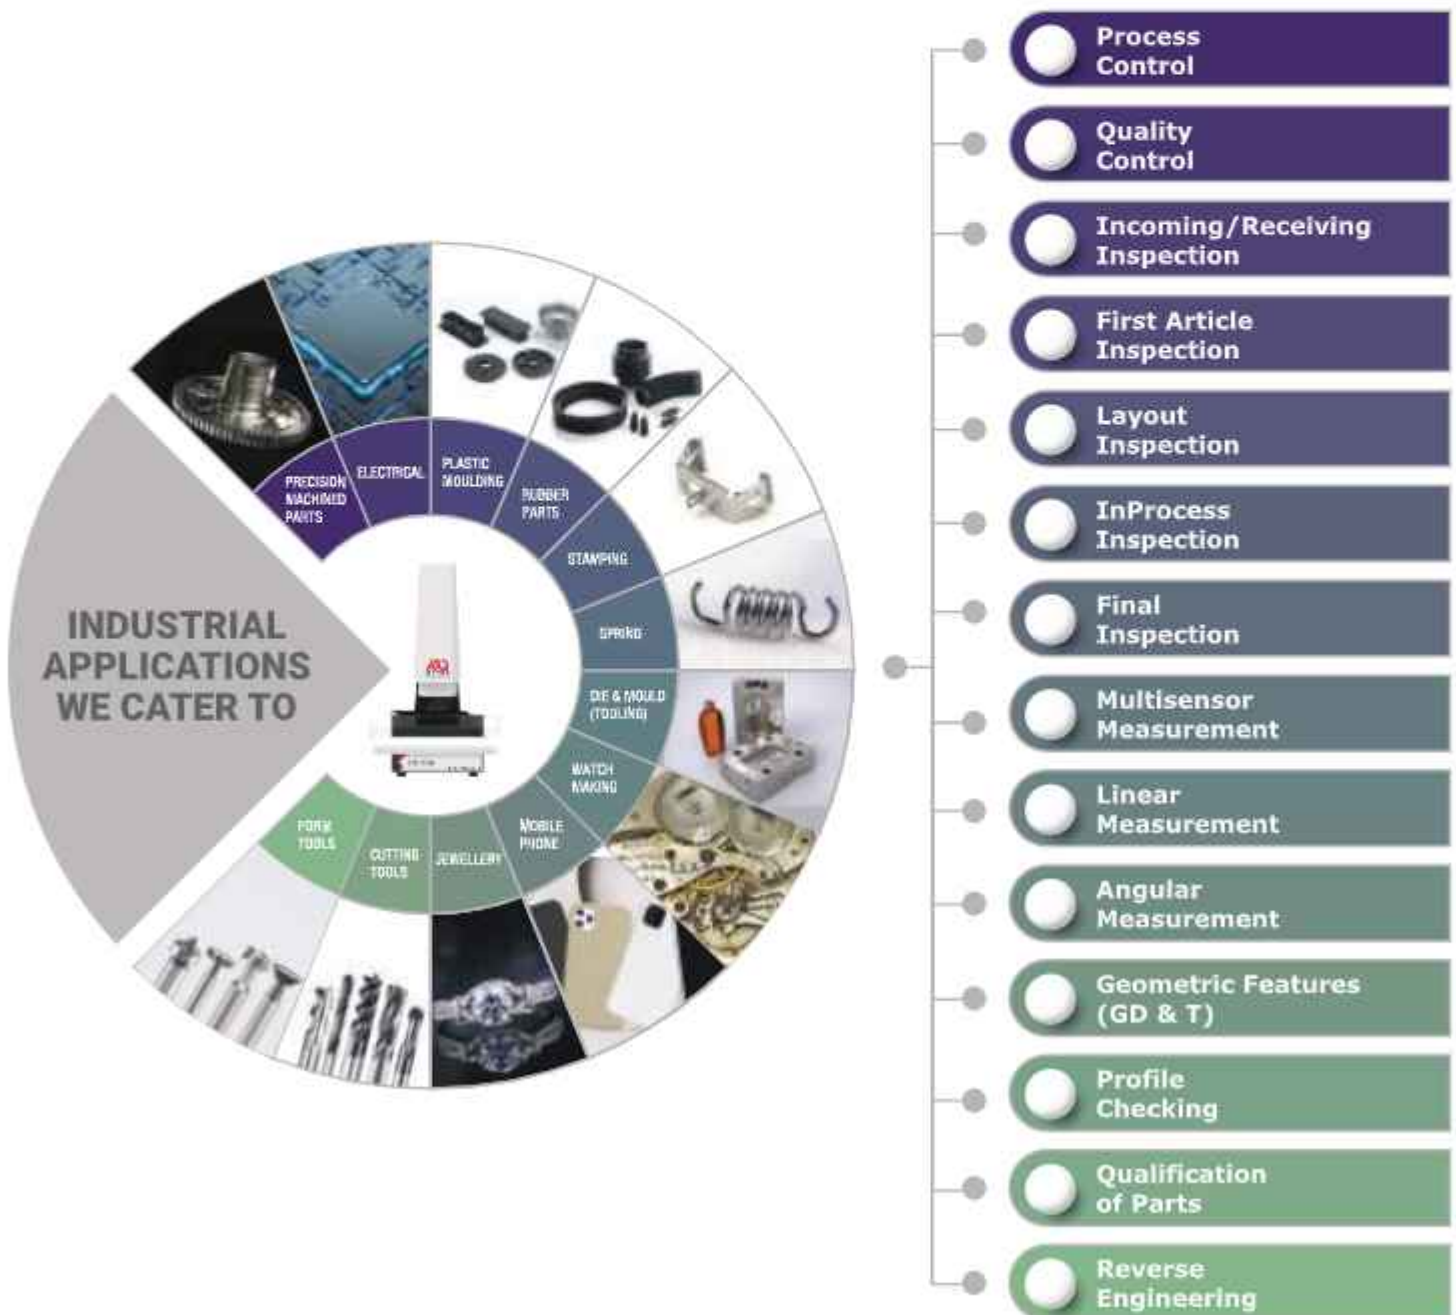 INDUSTRIAL
APPLICATIONS
WE CATER TO
PRECISION
MACHINED
PARTS
ELECTRICAL
PLASTIC
MOULDING
RUBBER
PARTS
STAMPING
SPRING
DIE & MOULD
(TOOLING)
WATCH
MAKING
MOBILE
PHONE
JEWELLERY
CUTTING
TOOLS
FORM
TOOLS
Process
Control
Quality
Control
Incoming/Receiving
Inspection
First Article
Inspection
Layout
Inspection
InProcess
Inspection
Final
Inspection
Multisensor
Measurement
Linear
Measurement
Angular
Measurement
Geometric Features
(GD & T)
Profile
Checking
Qualification
of Parts
Reverse
Engineering